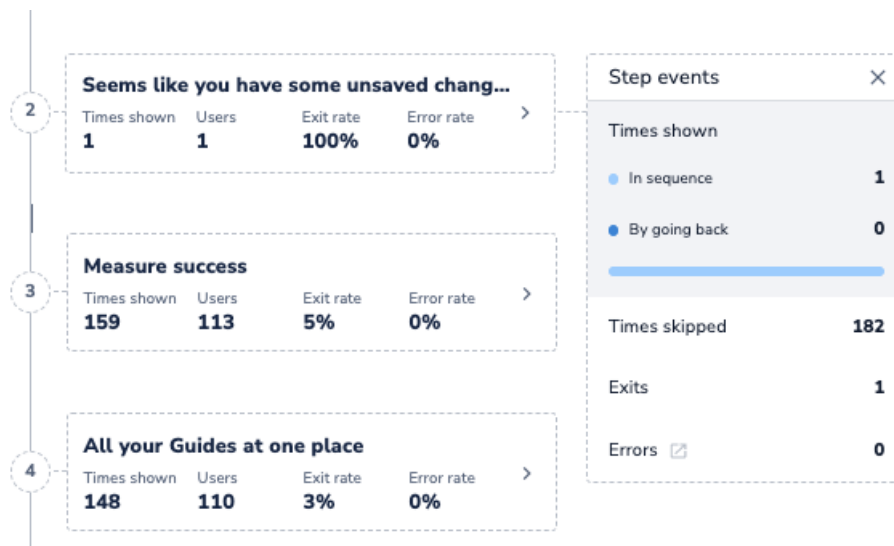 2
Seems like you have some unsaved chang...
Times shown Users Exit rate Error rate
1 1 100% 0%
3
Measure success
Times shown Users Exit rate Error rate
159 113 5% 0%
4
All your Guides at one place
Times shown Users Exit rate Error rate
148 110 3% 0%
Step events
Times shown
In sequence 1
By going back 0
Times skipped 182
Exits 1
Errors 0